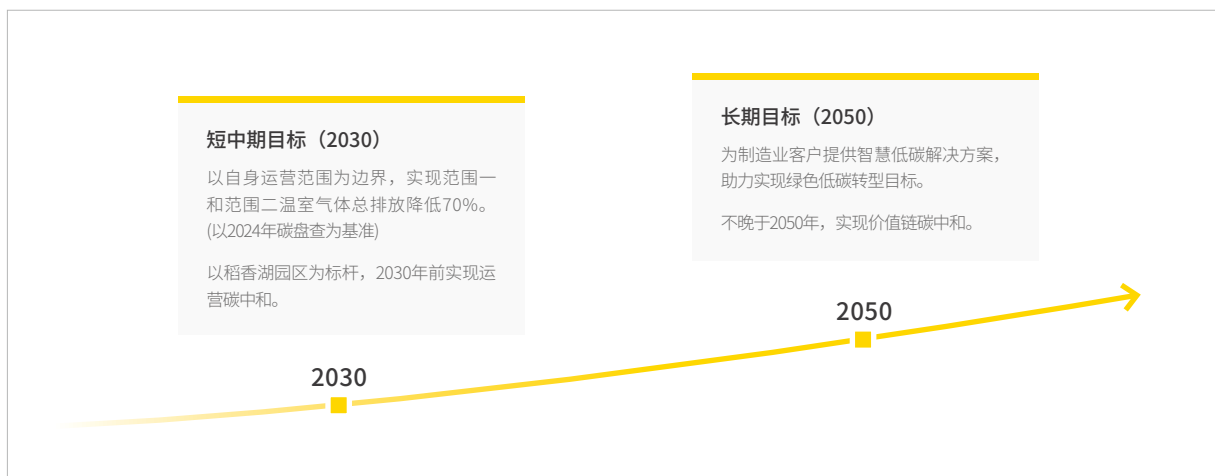 短中期目标（2030）
以自身运营范围为边界，实现范围一
和范围二温室气体总排放降低70%。
(以2024年碳盘查为基准)
以稻香湖园区为标杆，2030年前实现运
营碳中和。
2030
长期目标（2050）
为制造业客户提供智慧低碳解决方案，
助力实现绿色低碳转型目标。
不晚于2050年，实现价值链碳中和。
2050